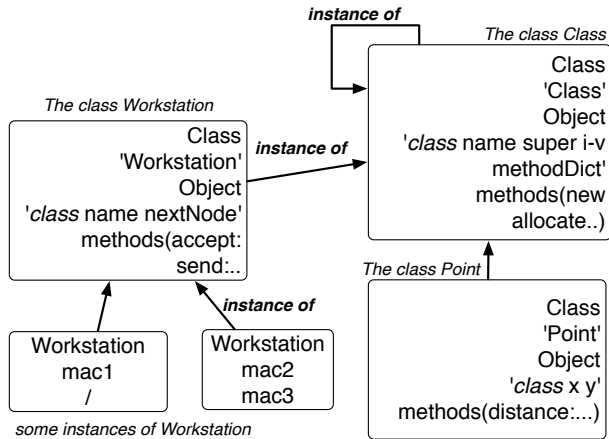 instance of
The class Class
Class
'Class'
Object
'class name super i-v
methodDict'
methods(new
allocate..)
The class Workstation
Class
'Workstation'
Object
'class name nextNode'
methods(accept:
send:..
instance of
The class Point
Class
'Point'
Object
'class x y'
methods(distance:...)
instance of
Workstation
mac1
/
Workstation
mac2
mac3
some instances of Workstation